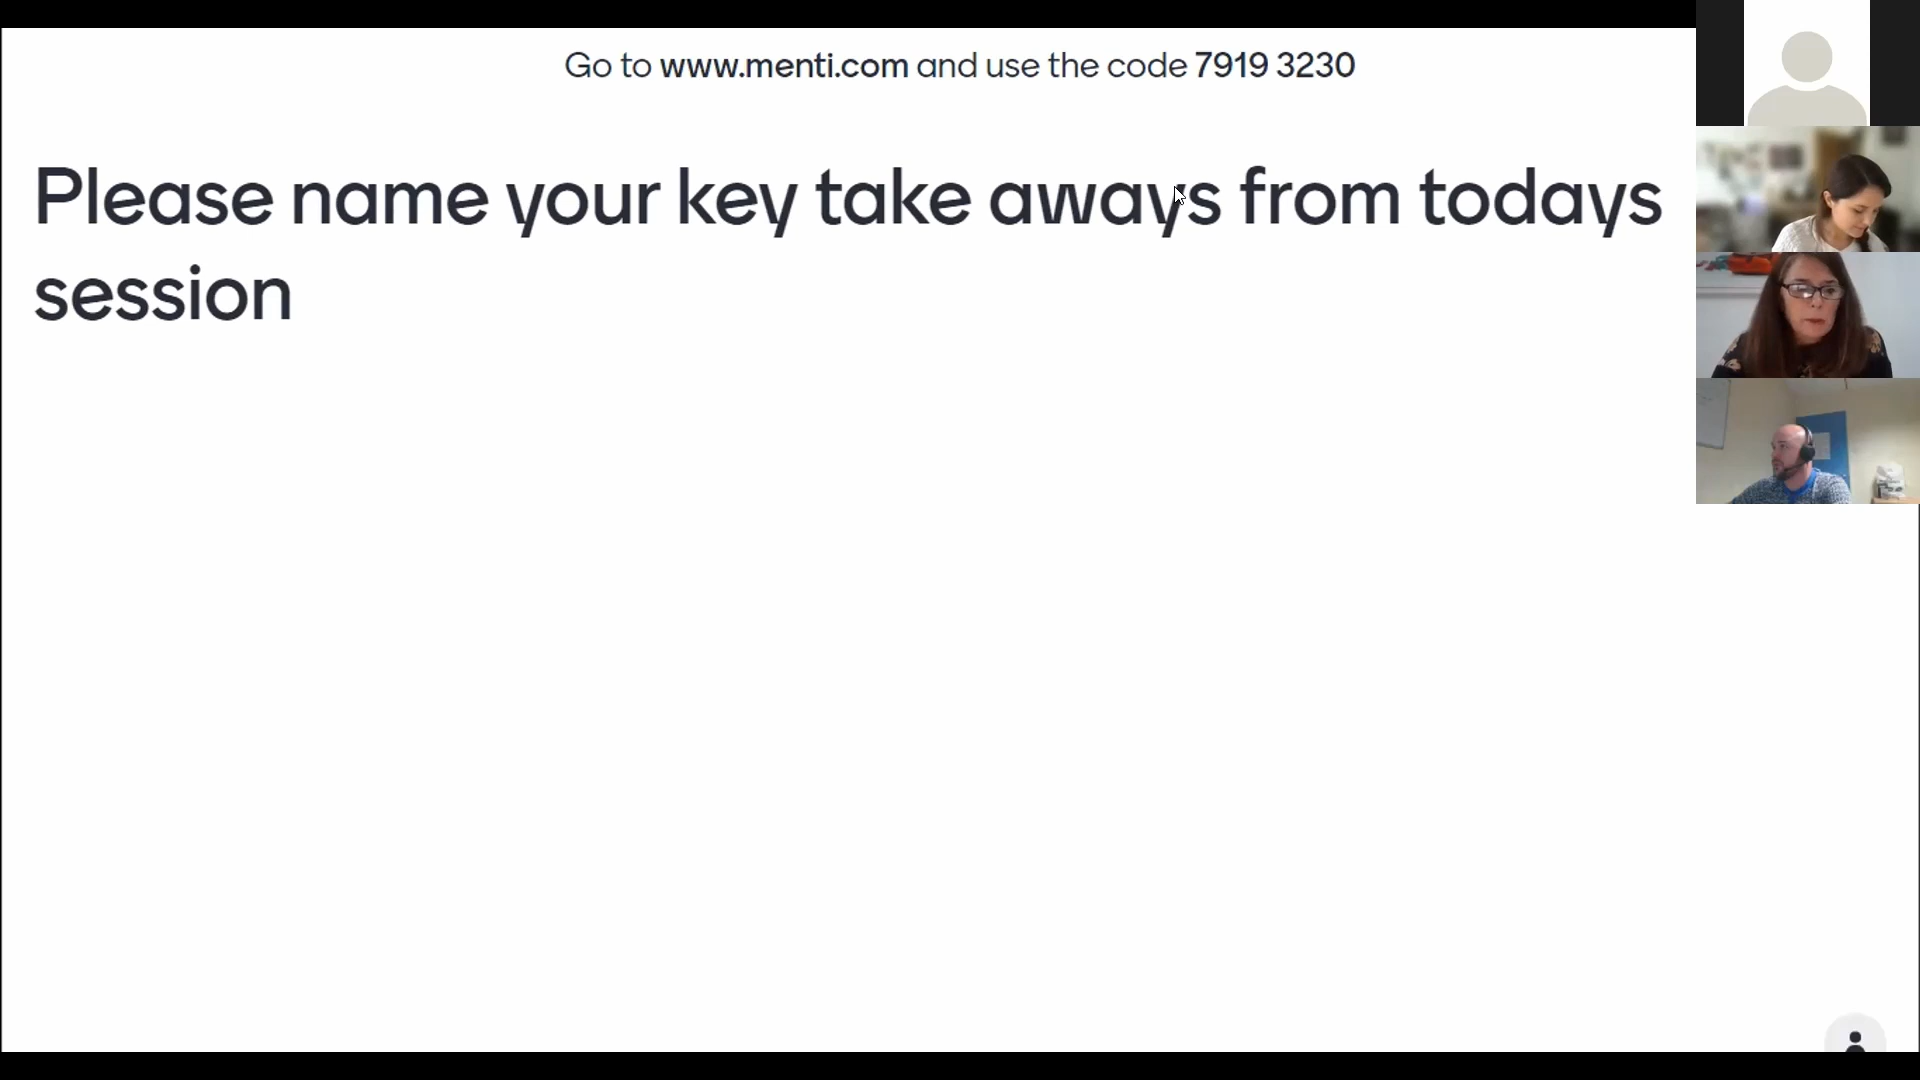 Go to www.menti.com and use the code 7919 3230
Please name your key take aways from todays
session